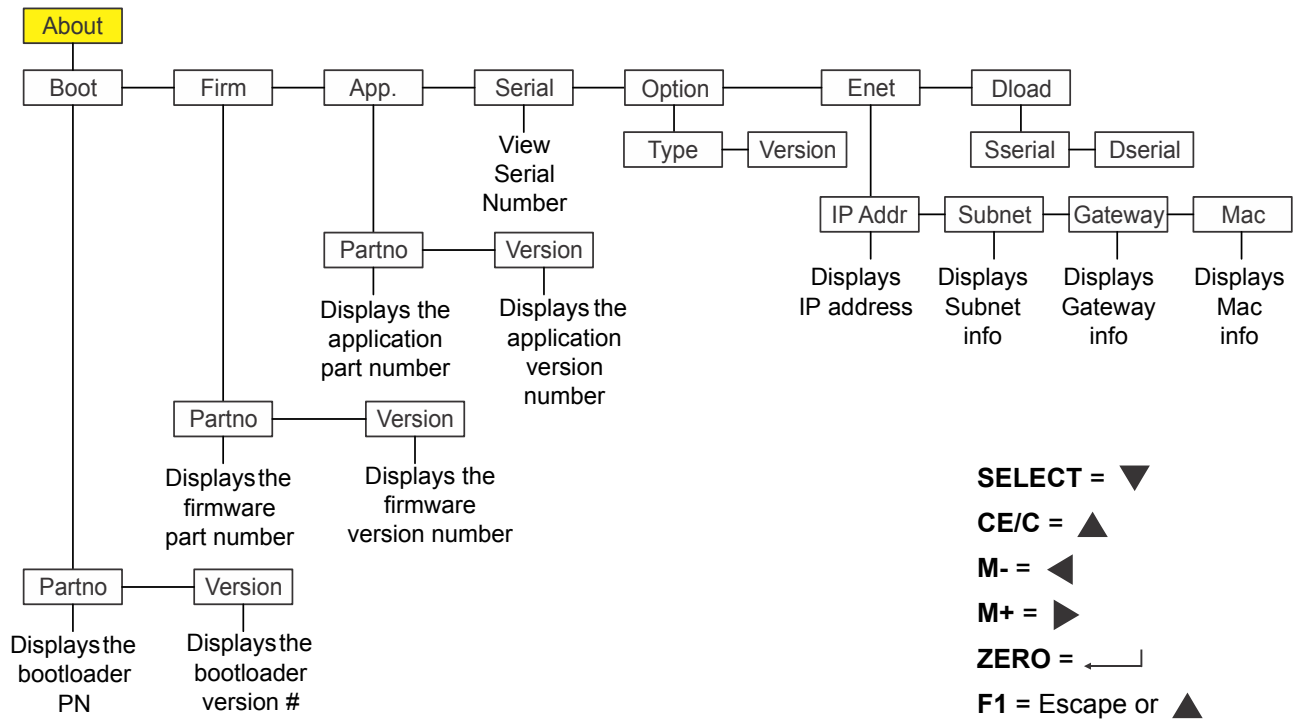 About
Boot
Firm
App.
Serial
Option
Enet
Dload
View
Serial
Number
Type
Version
Sserial
Dserial
IP Addr
Subnet
Gateway
Mac
Displays
IP address
Displays
Subnet
info
Displays
Gateway
info
Displays
Mac
info
Partno
Version
Displays the
application
part number
Displays the
application
version
number
Partno
Version
Displays the
firmware
part number
Displays the
firmware
version number
Partno
Version
Displays the
bootloader
PN
Displays the
bootloader
version #
SELECT = ▼
CE/C = ▲
M- = ◀
M+ = ▶
ZERO = ↵
F1 = Escape or ▲